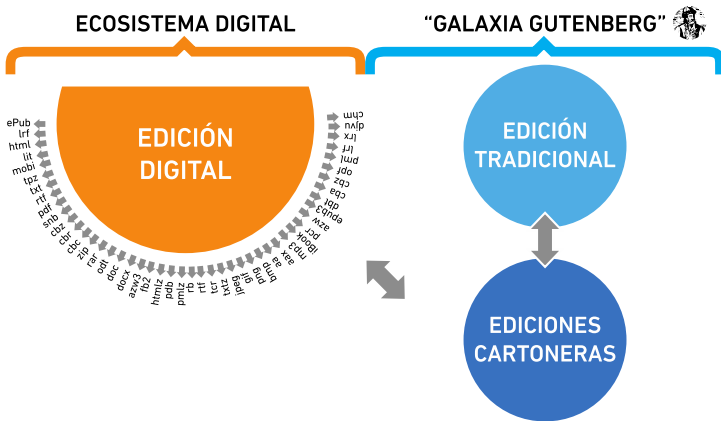 ECOSISTEMA DIGITAL
“GALAXIA GUTENBERG”
EDICIÓN
DIGITAL
ePub
lrf
html
lit
mobi
tpz
txt
rtf
pdf
snb
cbz
cbr
cbc
zip
rar
odt
doc
docx
azw3
fb2
htmlz
pdb
pmlz
rb
rtf
tcr
txtz
jpeg
gif
png
bmp
aa
aax
mp3
iBook
pcr
azw
epub3
dbt
cba
cbz
opf
pml
lrf
lrx
djvu
chm
EDICIÓN
TRADICIONAL
EDICIONES
CARTONERAS